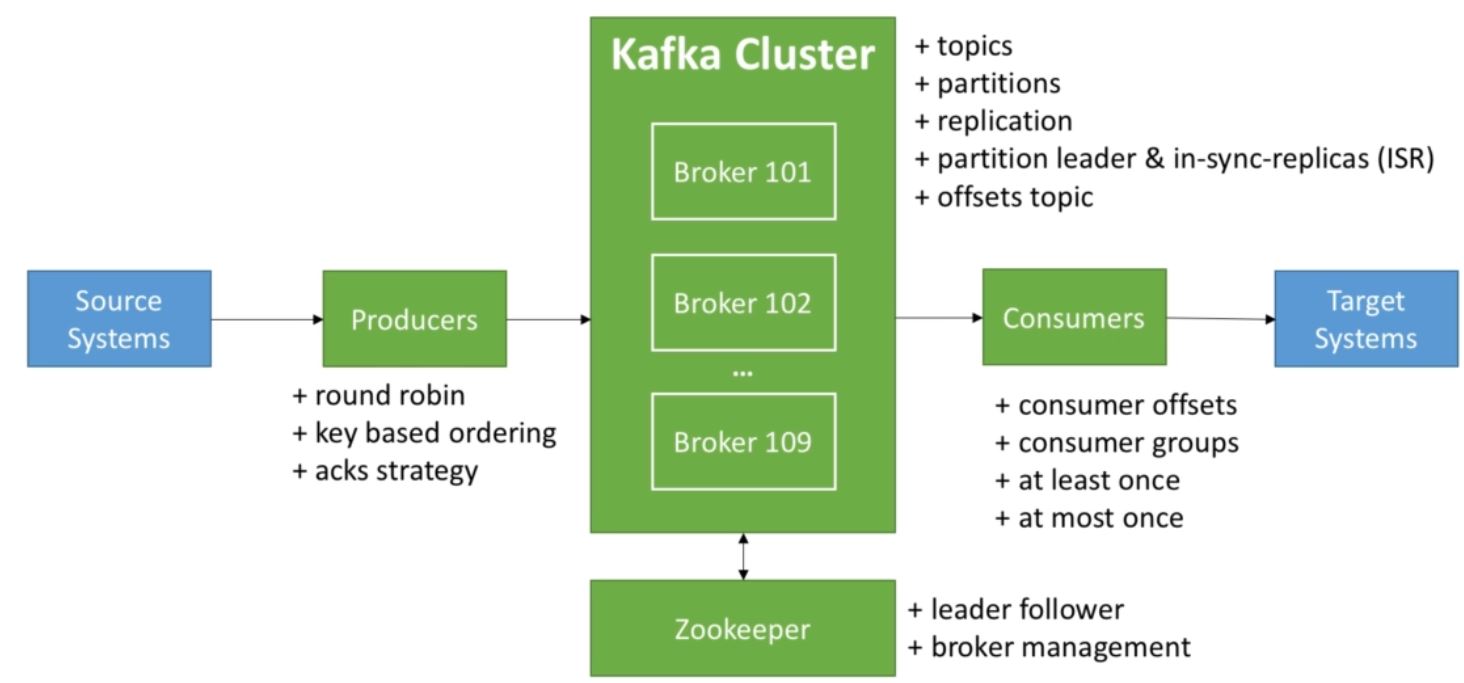 Kafka Cluster
Broker 101
Broker 102
...
Broker 109
+ topics
+ partitions
+ replication
+ partition leader & in-sync-replicas (ISR)
+ offsets topic
Source
Systems
Producers
+ round robin
+ key based ordering
+ acks strategy
Consumers
+ consumer offsets
+ consumer groups
+ at least once
+ at most once
Target
Systems
Zookeeper
+ leader follower
+ broker management